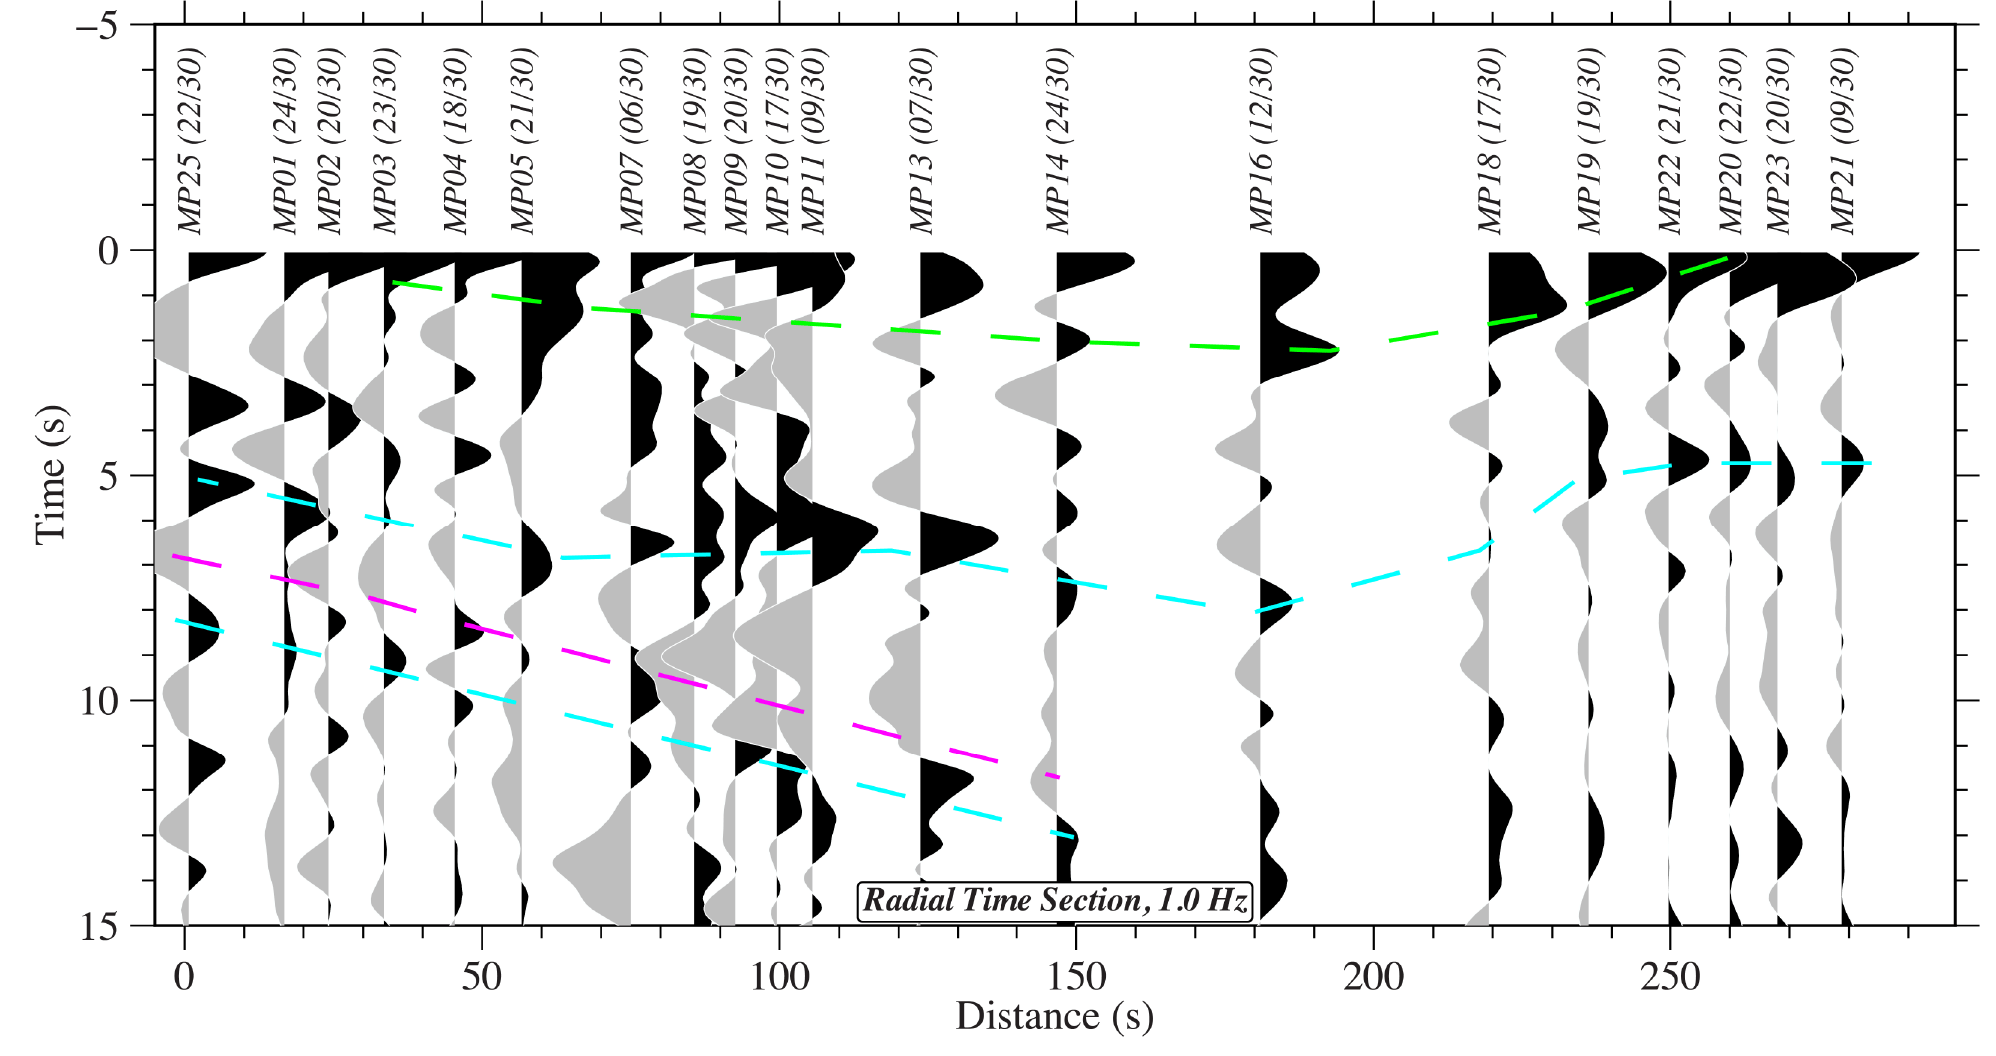 −5
0
5
10
15
Time (s)
MP25 (22/30)
MP01 (24/30)
MP02 (20/30)
MP03 (23/30)
MP04 (18/30)
MP05 (21/30)
MP07 (06/30)
MP08 (19/30)
MP09 (20/30)
MP10 (17/30)
MP11 (09/30)
MP13 (07/30)
MP14 (24/30)
MP16 (12/30)
MP18 (17/30)
MP19 (19/30)
MP22 (21/30)
MP20 (22/30)
MP23 (20/30)
MP21 (09/30)
Radial Time Section, 1.0 Hz
0 50 100 150 200 250
Distance (s)